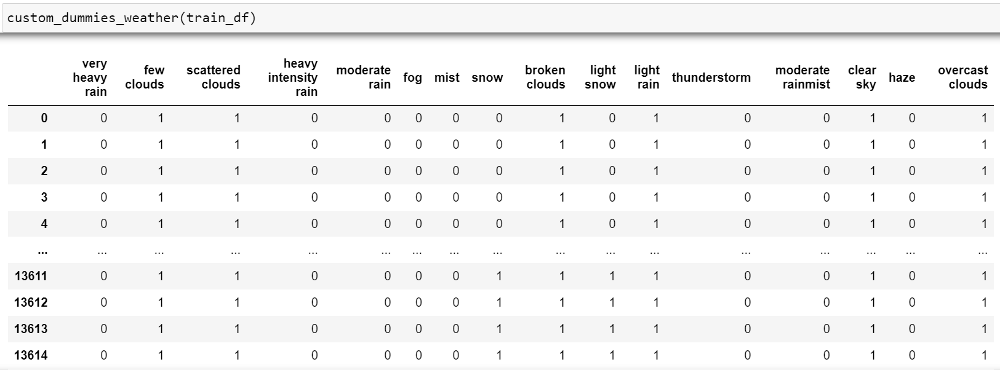 custom_dummies_weather(train_df)
very heavy rain few clouds scattered clouds heavy intensity rain moderate rain fog mist snow broken clouds light snow light rain thunderstorm moderate rainmist clear sky haze overcast clouds
0 0 1 1 0 0 0 0 0 1 0 1 0 0 1 0 1
1 0 1 1 0 0 0 0 0 1 0 1 0 0 1 0 1
2 0 1 1 0 0 0 0 0 1 0 1 0 0 1 0 1
3 0 1 1 0 0 0 0 0 1 0 1 0 0 1 0 1
4 0 1 1 0 0 0 0 0 1 0 1 0 0 1 0 1
... ... ... ... ... ... ... ... ... ... ... ... ... ... ... ... ...
13611 0 1 1 0 0 0 0 1 1 1 1 0 0 1 0 1
13612 0 1 1 0 0 0 0 1 1 1 1 0 0 1 0 1
13613 0 1 1 0 0 0 0 1 1 1 1 0 0 1 0 1
13614 0 1 1 0 0 0 0 1 1 1 1 0 0 1 0 1